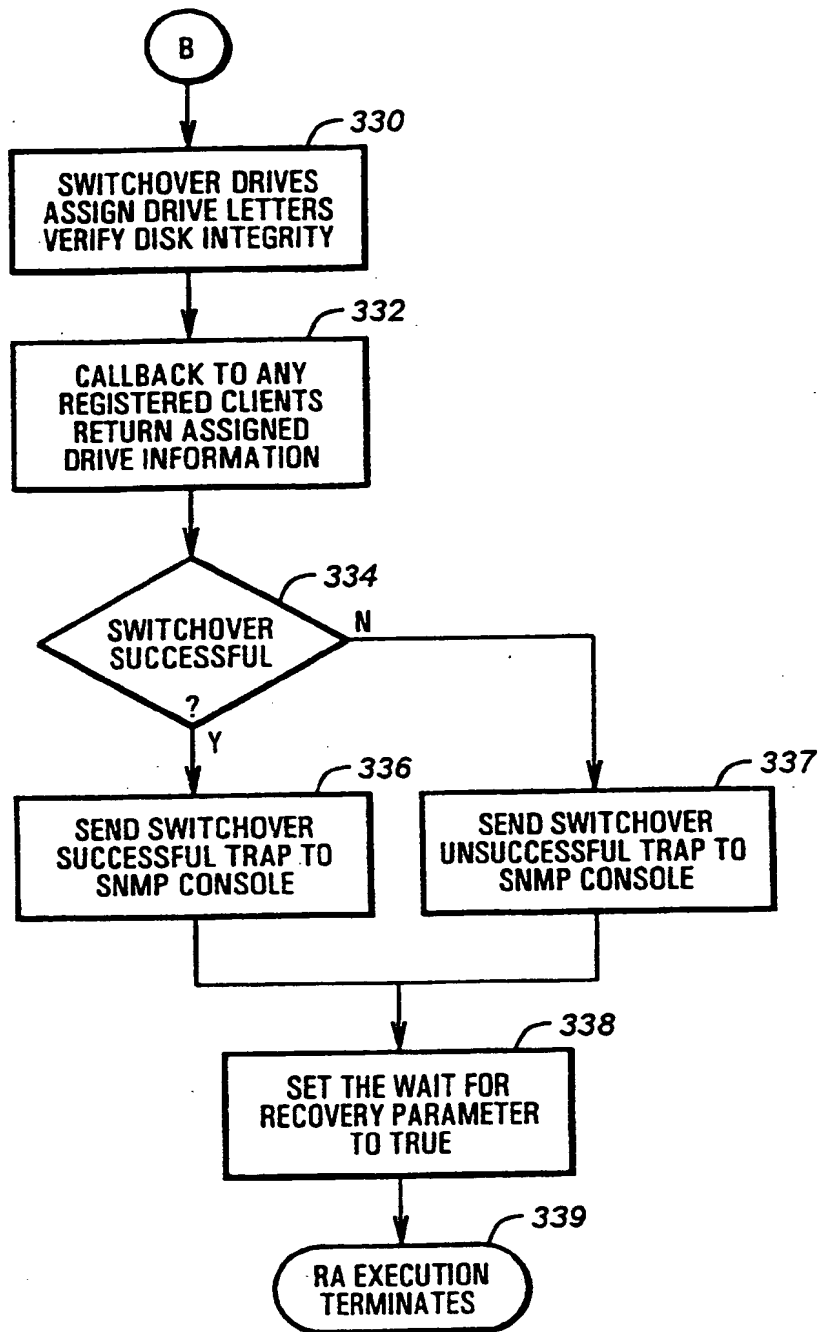 B
330
SWITCHOVER DRIVES
ASSIGN DRIVE LETTERS
VERIFY DISK INTEGRITY
332
CALLBACK TO ANY
REGISTERED CLIENTS
RETURN ASSIGNED
DRIVE INFORMATION
334
SWITCHOVER
SUCCESSFUL
?
N
Y
336
SEND SWITCHOVER
SUCCESSFUL TRAP TO
SNMP CONSOLE
337
SEND SWITCHOVER
UNSUCCESSFUL TRAP TO
SNMP CONSOLE
338
SET THE WAIT FOR
RECOVERY PARAMETER
TO TRUE
339
RA EXECUTION
TERMINATES